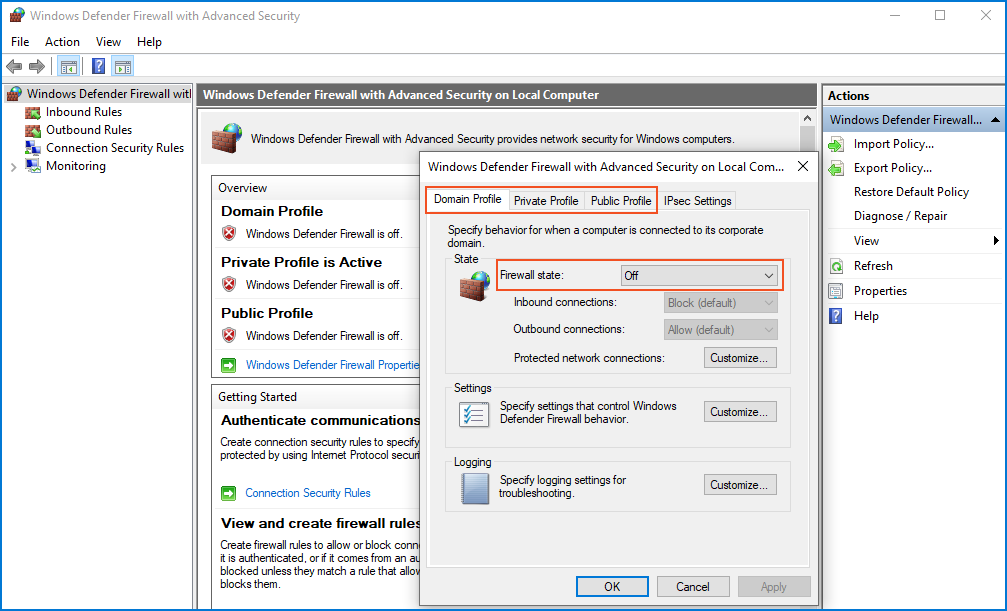 Windows Defender Firewall with Advanced Security
File Action View Help
Windows Defender Firewall wit
Inbound Rules
Outbound Rules
Connection Security Rules
Monitoring
Windows Defender Firewall with Advanced Security on Local Computer
Windows Defender Firewall with Advanced Security provides network security for Windows computers.
Overview
Domain Profile
Windows Defender Firewall is off.
Private Profile is Active
Windows Defender Firewall is off.
Public Profile
Windows Defender Firewall is off.
Windows Defender Firewall Propertie
Getting Started
Authenticate communications
Create connection security rules to specify
protected by using Internet Protocol securi
Connection Security Rules
View and create firewall rules
Create firewall rules to allow or block conn
it is authenticated, or if it comes from an au
blocked unless they match a rule that allow
blocks them.
Windows Defender Firewall with Advanced Security on Local Com...
Domain Profile Private Profile Public Profile IPsec Settings
Specify behavior for when a computer is connected to its corporate
domain.
State
Firewall state: Off
Inbound connections: Block (default)
Outbound connections: Allow (default)
Protected network connections: Customize...
Settings
Specify settings that control Windows
Defender Firewall behavior.
Customize...
Logging
Specify logging settings for
troubleshooting.
Customize...
OK Cancel Apply
Actions
Windows Defender Firewall...
Import Policy...
Export Policy...
Restore Default Policy
Diagnose / Repair
View
Refresh
Properties
Help